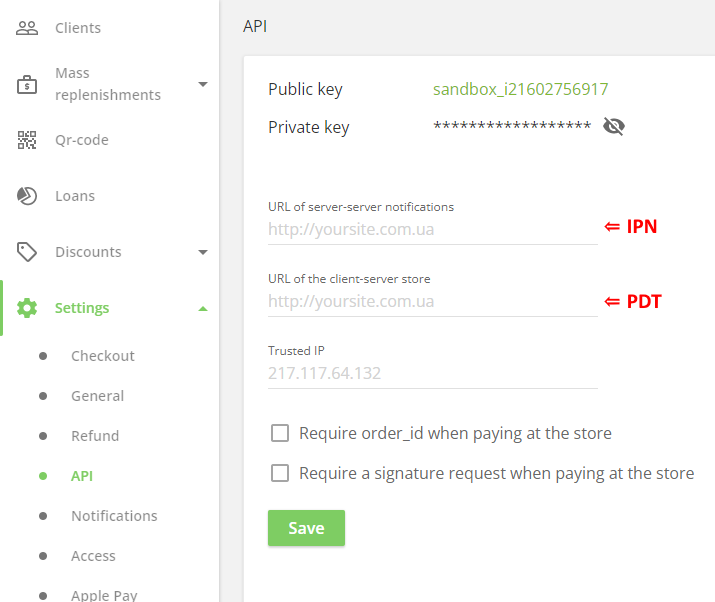 Clients
Mass
replenishments
Qr-code
Loans
Discounts
Settings
Checkout
General
Refund
API
Notifications
Access
Apple Pay
API
Public key sandbox_i21602756917
Private key ******************
URL of server-server notifications
http://yoursite.com.ua ⇐ IPN
URL of the client-server store
http://yoursite.com.ua ⇐ PDT
Trusted IP
217.117.64.132
Require order_id when paying at the store
Require a signature request when paying at the store
Save